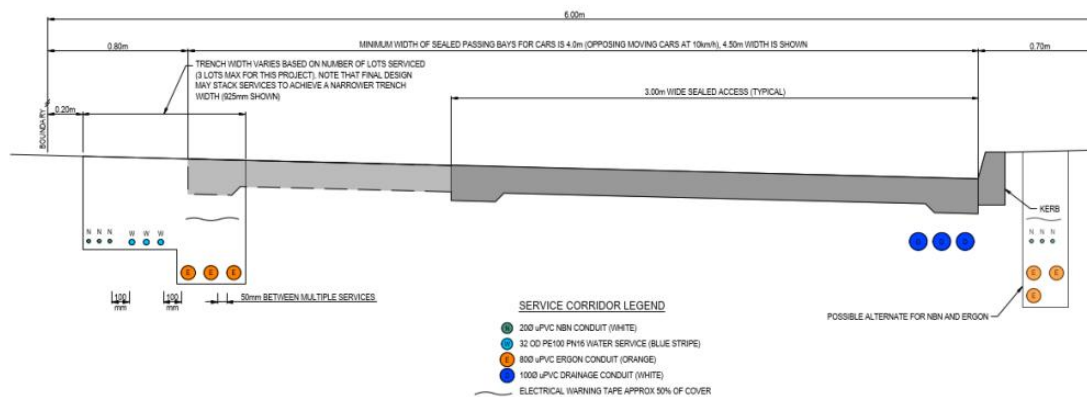 6.00m
0.80m
MINIMUM WIDTH OF SEALED PASSING BAYS FOR CARS IS 4.0m (OPPOSING MOVING CARS AT 10km/h), 4.50m WIDTH IS SHOWN
0.70m
TRENCH WIDTH VARIES BASED ON NUMBER OF LOTS SERVICED
(3 LOTS MAX FOR THIS PROJECT). NOTE THAT FINAL DESIGN
MAY STACK SERVICES TO ACHIEVE A NARROWER TRENCH
WIDTH (925mm SHOWN)
3.00m WIDE SEALED ACCESS (TYPICAL)
0.20m
BOUNDARY
KERB
N N N W W W
N N N
E E E
E E
E
100
mm
100
mm
50mm BETWEEN MULTIPLE SERVICES
POSSIBLE ALTERNATE FOR NBN AND ERGON
SERVICE CORRIDOR LEGEND
N 20Ø uPVC NBN CONDUIT (WHITE)
W 32 OD PE100 PN16 WATER SERVICE (BLUE STRIPE)
E 80Ø uPVC ERGON CONDUIT (ORANGE)
100Ø uPVC DRAINAGE CONDUIT (WHITE)
ELECTRICAL WARNING TAPE APPROX 50% OF COVER